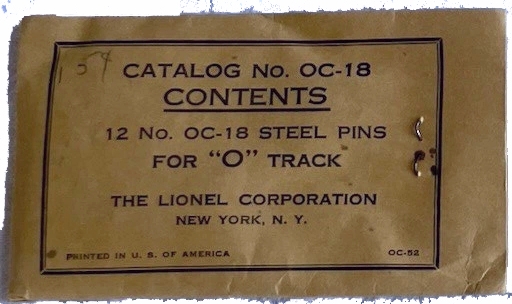 157
CATALOG No. OC-18
CONTENTS
12 No. OC-18 STEEL PINS
FOR "O" TRACK
THE LIONEL CORPORATION
NEW YORK, N. Y.
PRINTED IN U. S. OF AMERICA OC-52